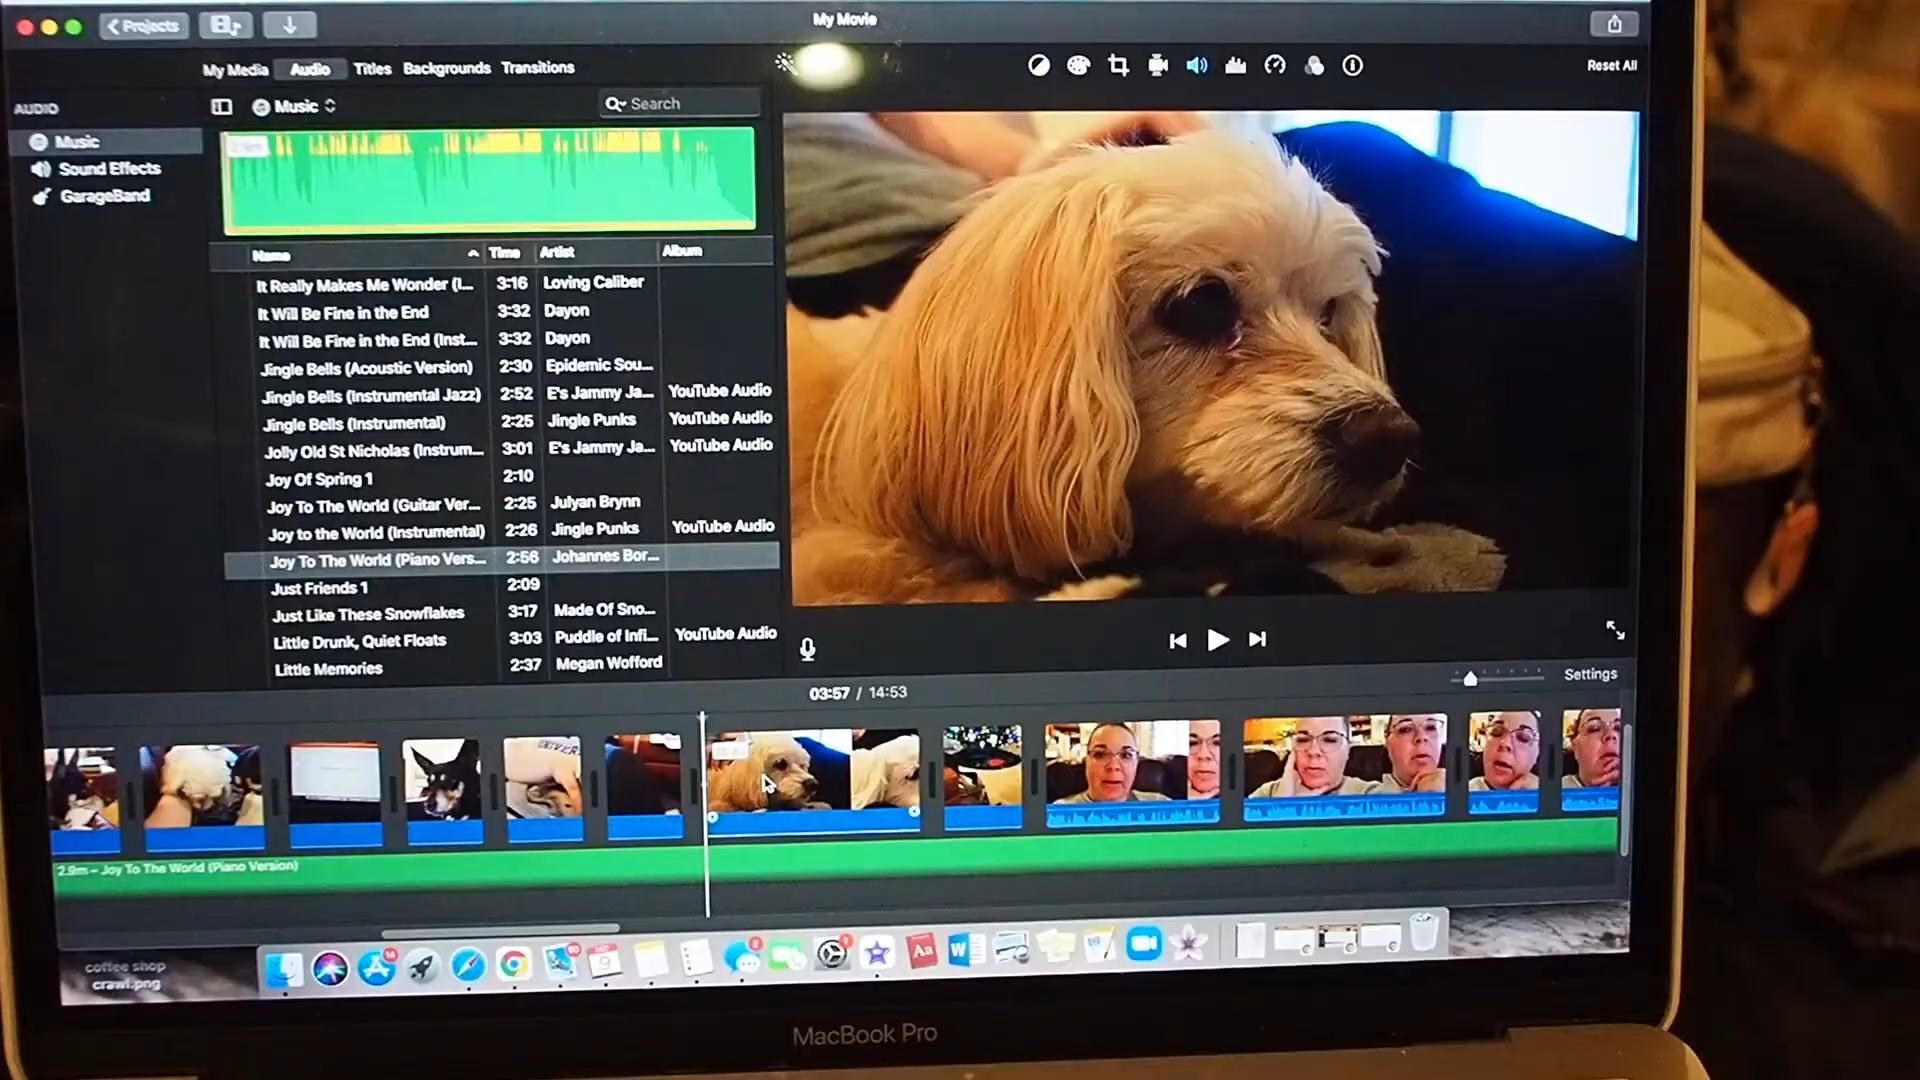 Projects
My Movie
My Media Audio Titles Backgrounds Transitions
Reset All
AUDIO
Music
Search
Music
Sound Effects
GarageBand
Name Time Artist Album
It Really Makes Me Wonder (I... 3:16 Loving Caliber
It Will Be Fine in the End 3:32 Dayon
It Will Be Fine in the End (Inst... 3:32 Dayon
Jingle Bells (Acoustic Version) 2:30 Epidemic Sou...
Jingle Bells (Instrumental Jazz) 2:52 E's Jammy Ja... YouTube Audio
Jingle Bells (Instrumental) 2:25 Jingle Punks YouTube Audio
Jolly Old St Nicholas (Instrum... 3:01 E's Jammy Ja... YouTube Audio
Joy Of Spring 1 2:10
Joy To The World (Guitar Ver... 2:25 Julyan Brynn
Joy to the World (Instrumental) 2:26 Jingle Punks YouTube Audio
Joy To The World (Piano Vers... 2:56 Johannes Bor...
Just Friends 1 2:09
Just Like These Snowflakes 3:17 Made Of Sno...
Little Drunk, Quiet Floats 3:03 Puddle of Infi... YouTube Audio
Little Memories 2:37 Megan Wofford
03:57 / 14:53
Settings
2.9m – Joy To The World (Piano Version)
coffee shop
crawl.png
MacBook Pro